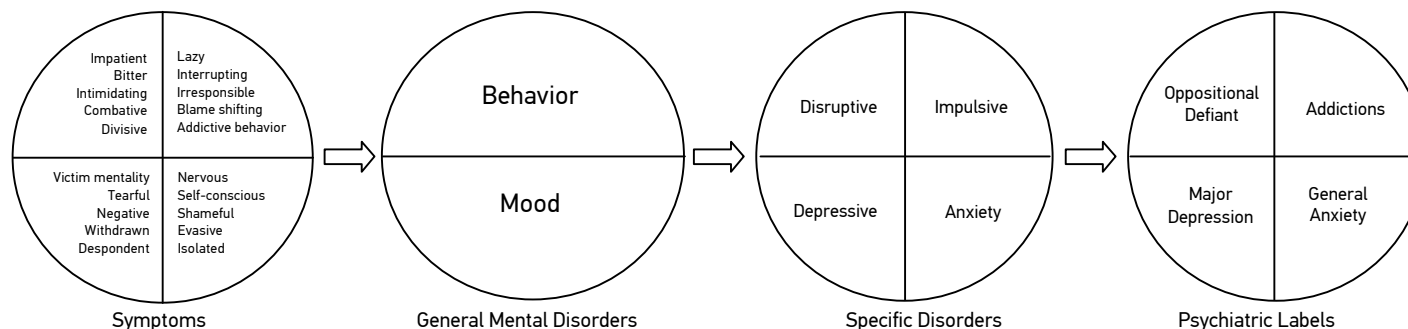 Impatient
Bitter
Intimidating
Combative
Divisive
Lazy
Interrupting
Irresponsible
Blame shifting
Addictive behavior
Victim mentality
Tearful
Negative
Withdrawn
Despondent
Nervous
Self-conscious
Shameful
Evasive
Isolated
Symptoms
Behavior
Mood
General Mental Disorders
Disruptive
Impulsive
Depressive
Anxiety
Specific Disorders
Oppositional
Defiant
Addictions
Major
Depression
General
Anxiety
Psychiatric Labels